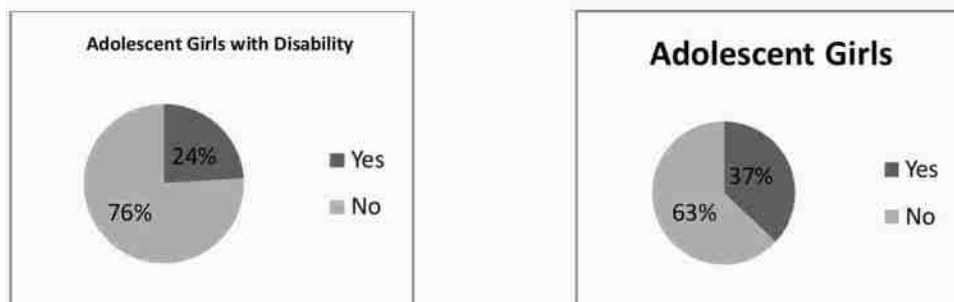 Adolescent Girls with Disability
24%
76%
Yes
No
Adolescent Girls
37%
63%
Yes
No